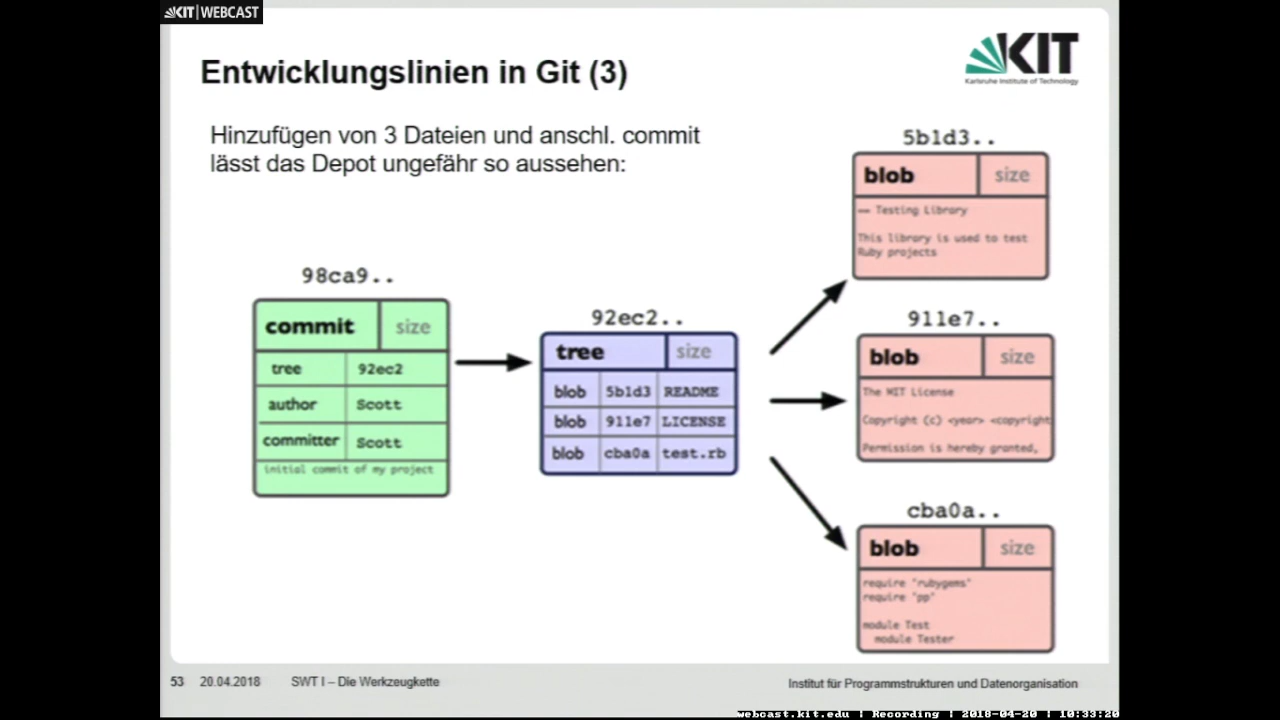 KIT | WEBCAST
KIT
Karlsruhe Institute of Technology
Entwicklungslinien in Git (3)
Hinzufügen von 3 Dateien und anschl. commit
lässt das Depot ungefähr so aussehen:
98ca9..
commit size
tree 92ec2
author Scott
committer Scott
initial commit of my project
92ec2..
tree size
blob 5b1d3 README
blob 911e7 LICENSE
blob cba0a test.rb
5b1d3..
blob size
== Testing Library
This library is used to test
Ruby projects
911e7..
blob size
The MIT License
Copyright (c) <year> <copyright
Permission is hereby granted,
cba0a..
blob size
require "rubygems"
require "pp"
module Test
module Tester
53 20.04.2018 SWT I – Die Werkzeugkette
Institut für Programmstrukturen und Datenorganisation
webcast.kit.edu | Recording | 2018-04-20 | 10:33:20